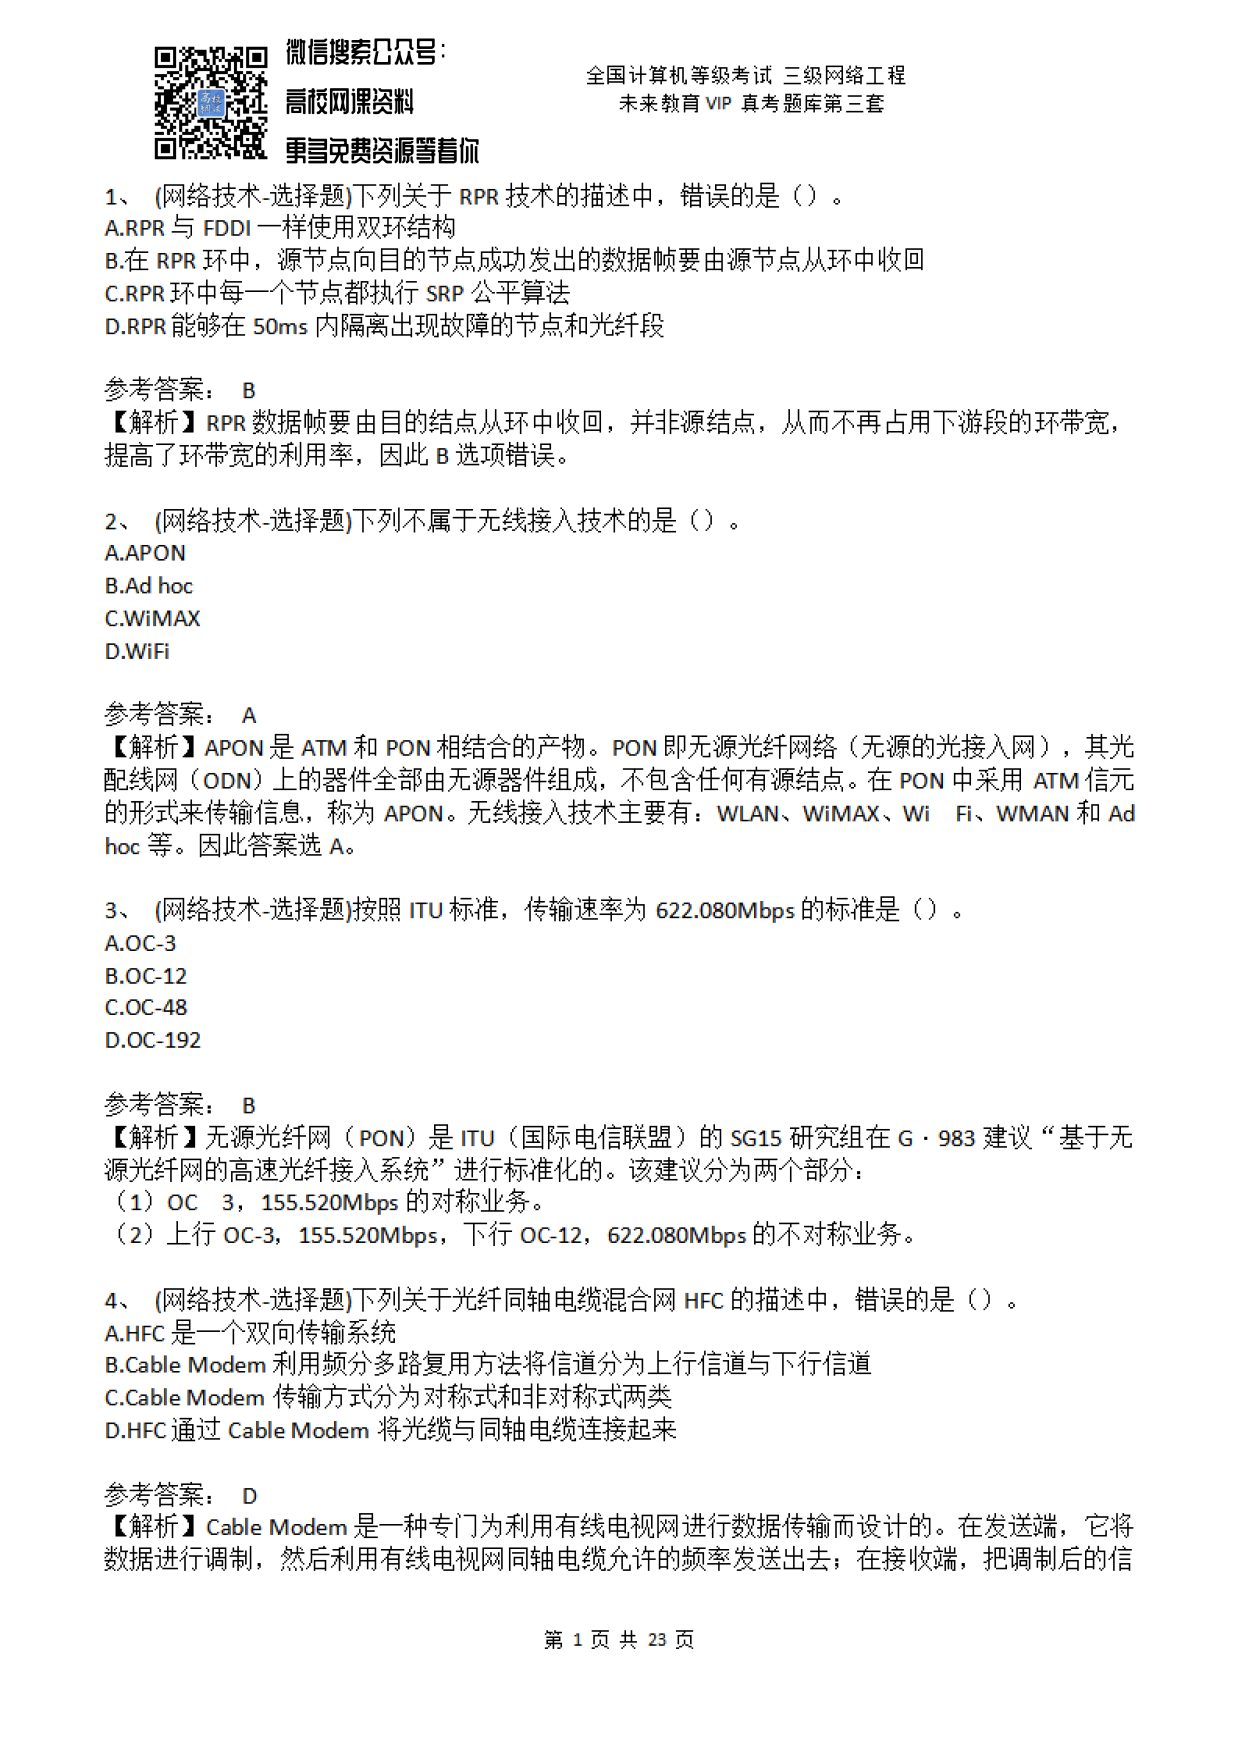 微信搜索公众号：
高校网课资料
更多免费资源等着你
全国计算机等级考试 三级网络工程
未来教育 VIP 真考题库第三套
1、 (网络技术-选择题)下列关于 RPR 技术的描述中，错误的是（）。
A.RPR 与 FDDI 一样使用双环结构
B.在 RPR 环中，源节点向目的节点成功发出的数据帧要由源节点从环中收回
C.RPR 环中每一个节点都执行 SRP 公平算法
D.RPR 能够在 50ms 内隔离出现故障的节点和光纤段
参考答案： B
【解析】RPR 数据帧要由目的结点从环中收回，并非源结点，从而不再占用下游段的环带宽，
提高了环带宽的利用率，因此 B 选项错误。
2、 (网络技术-选择题)下列不属于无线接入技术的是（）。
A.APON
B.Ad hoc
C.WiMAX
D.WiFi
参考答案： A
【解析】APON 是 ATM 和 PON 相结合的产物。PON 即无源光纤网络（无源的光接入网），其光
配线网（ODN）上的器件全部由无源器件组成，不包含任何有源结点。在 PON 中采用 ATM 信元
的形式来传输信息，称为 APON。无线接入技术主要有：WLAN、WiMAX、Wi Fi、WMAN 和 Ad
hoc 等。因此答案选 A。
3、 (网络技术-选择题)按照 ITU 标准，传输速率为 622.080Mbps 的标准是（）。
A.OC-3
B.OC-12
C.OC-48
D.OC-192
参考答案： B
【解析】无源光纤网（PON）是 ITU（国际电信联盟）的 SG15 研究组在 G·983 建议“基于无
源光纤网的高速光纤接入系统”进行标准化的。该建议分为两个部分：
（1）OC 3，155.520Mbps 的对称业务。
（2）上行 OC-3，155.520Mbps，下行 OC-12，622.080Mbps 的不对称业务。
4、 (网络技术-选择题)下列关于光纤同轴电缆混合网 HFC 的描述中，错误的是（）。
A.HFC 是一个双向传输系统
B.Cable Modem 利用频分多路复用方法将信道分为上行信道与下行信道
C.Cable Modem 传输方式分为对称式和非对称式两类
D.HFC 通过 Cable Modem 将光缆与同轴电缆连接起来
参考答案： D
【解析】Cable Modem 是一种专门为利用有线电视网进行数据传输而设计的。在发送端，它将
数据进行调制，然后利用有线电视网同轴电缆允许的频率发送出去；在接收端，把调制后的信
第 1 页 共 23 页